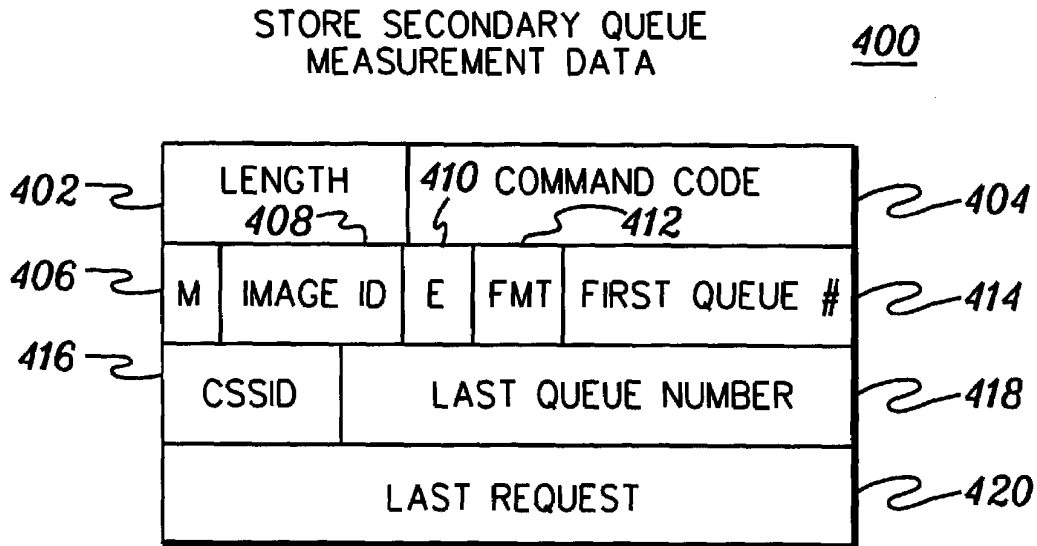 STORE SECONDARY QUEUE
MEASUREMENT DATA
400
402 LENGTH 410 COMMAND CODE 404
408 412
406 M IMAGE ID E FMT FIRST QUEUE # 414
416 CSSID LAST QUEUE NUMBER 418
LAST REQUEST 420